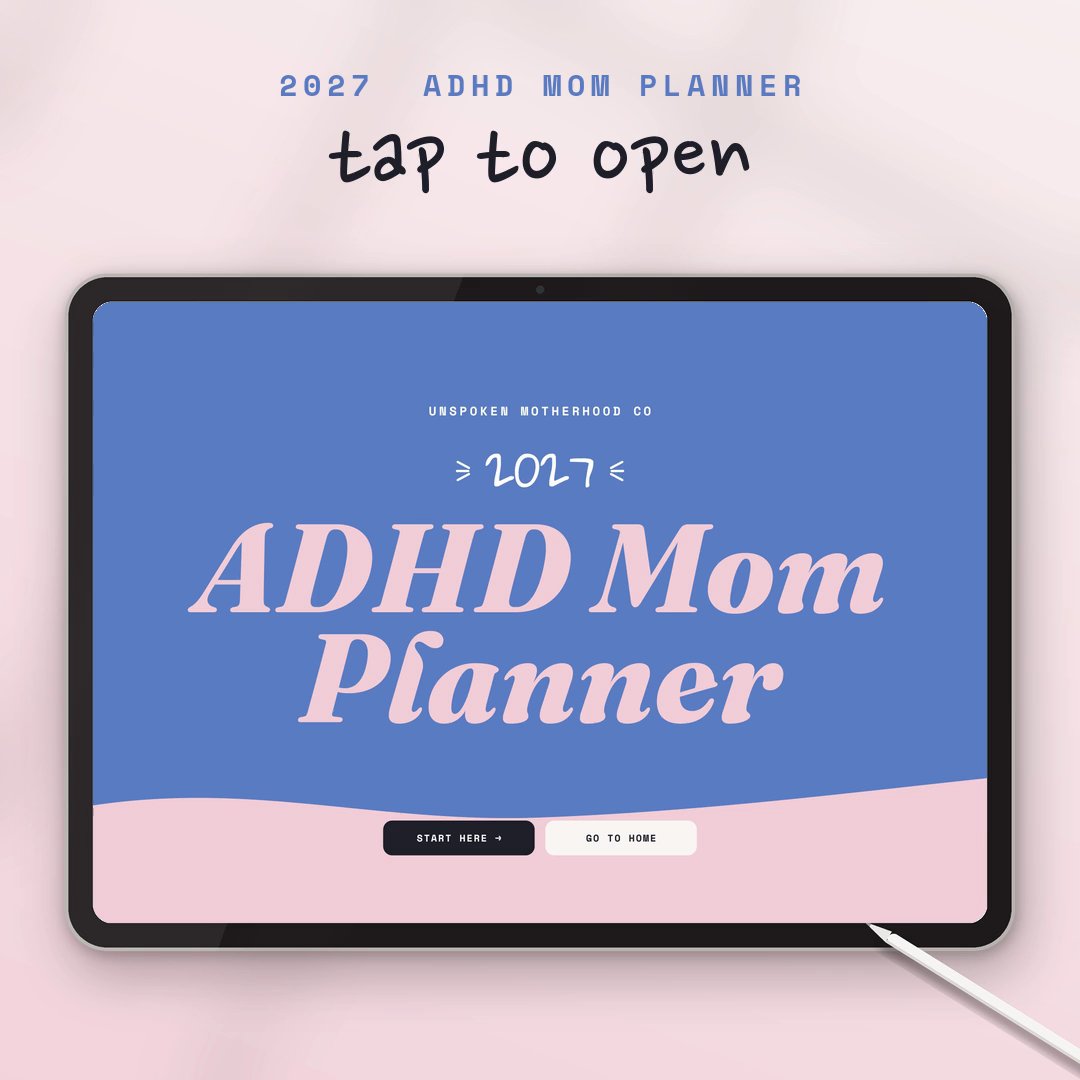 2027 ADHD MOM PLANNER
tap to open
UNSPOKEN MOTHERHOOD CO
2027
ADHD Mom
Planner
START HERE →
GO TO HOME